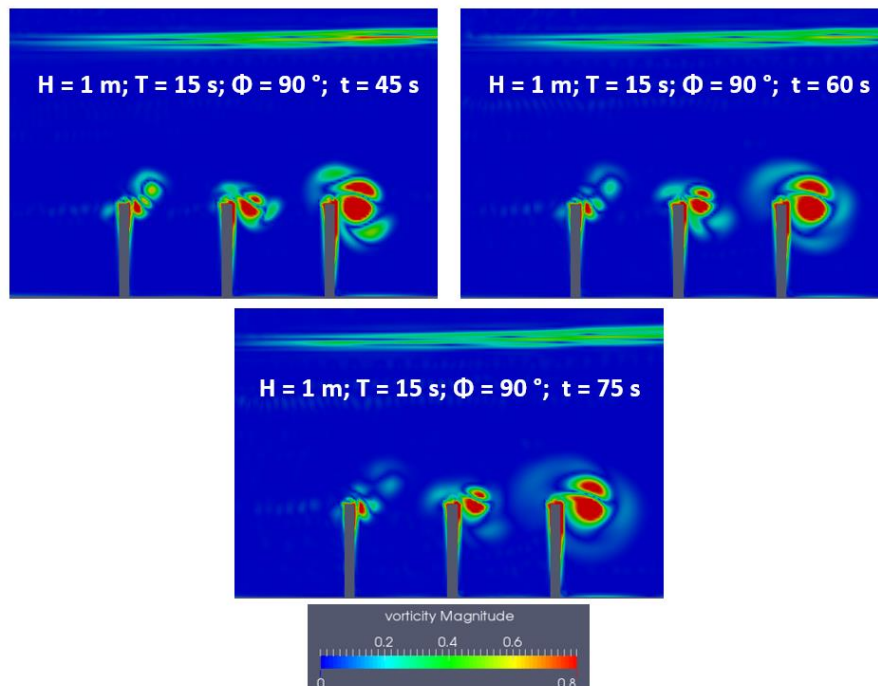 H = 1 m; T = 15 s; Φ = 90 °; t = 45 s
H = 1 m; T = 15 s; Φ = 90 °; t = 60 s
H = 1 m; T = 15 s; Φ = 90 °; t = 75 s
vorticity Magnitude
0.2 0.4 0.6
0 0.8